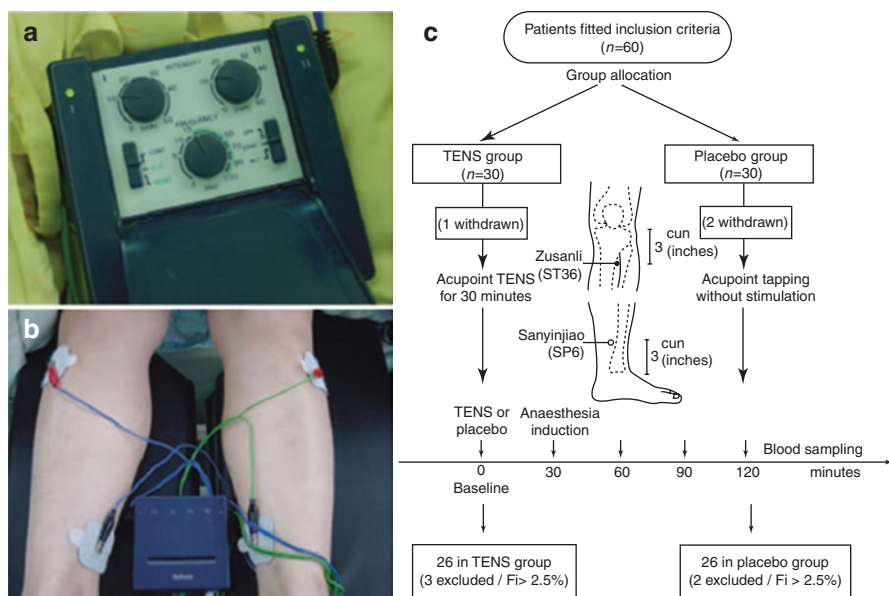 a
I
INTENSITY
II
FREQUENCY
b
c
Patients fitted inclusion criteria
(n=60)
Group allocation
TENS group
(n=30)
Placebo group
(n=30)
(1 withdrawn)
(2 withdrawn)
3 cun
(inches)
Zusanli
(ST36)
Acupoint TENS
for 30 minutes
Acupoint tapping
without stimulation
Sanyinjiao
(SP6)
3 cun
(inches)
TENS or
placebo
Anaesthesia
induction
Blood sampling
0 30 60 90 120 minutes
Baseline
26 in TENS group
(3 excluded / Fi> 2.5%)
26 in placebo group
(2 excluded / Fi > 2.5%)